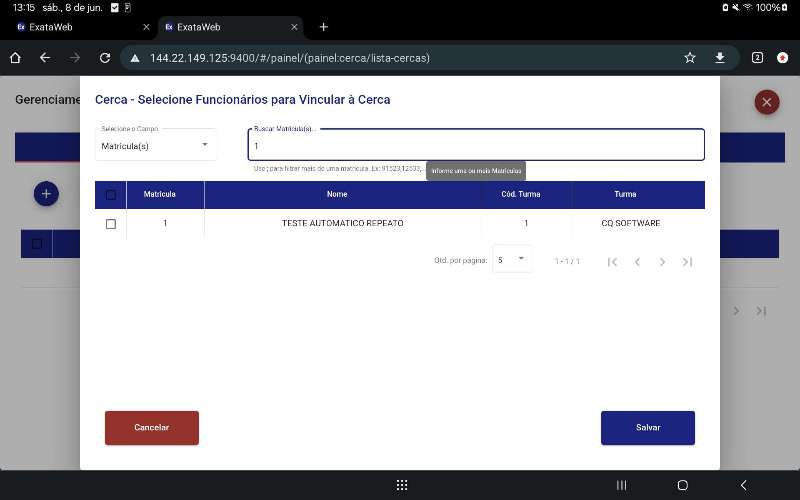 13:15 sáb., 8 de jun.
100%
ExataWeb
ExataWeb
144.22.149.125:9400/#/painel/(painel:cerca/lista-cercas)
2
Gerenciame
Cerca - Selecione Funcionários para Vincular à Cerca
Selecione o Campo
Buscar Matrícula(s)...
Matrícula(s)
1
Use ; para filtrar mais de uma matrícula. Ex: 91523;12533;
Informe uma ou mais Matrículas
Matrícula Nome Cód. Turma Turma
1 TESTE AUTOMATICO REPEATO 1 CQ SOFTWARE
Qtd. por página: 5 1 - 1 / 1
Cancelar
Salvar